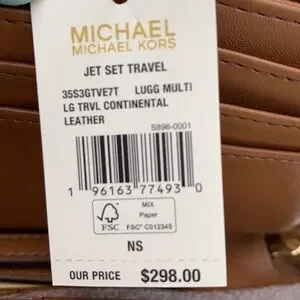 MICHAEL
MICHAEL KORS
JET SET TRAVEL
35S3GTVE7T LUGG MULTI
LG TRVL CONTINENTAL
LEATHER
S896-0001
1 96163 77493 0
FSC
MIX
Paper
FSC® C012345
NS
OUR PRICE $298.00